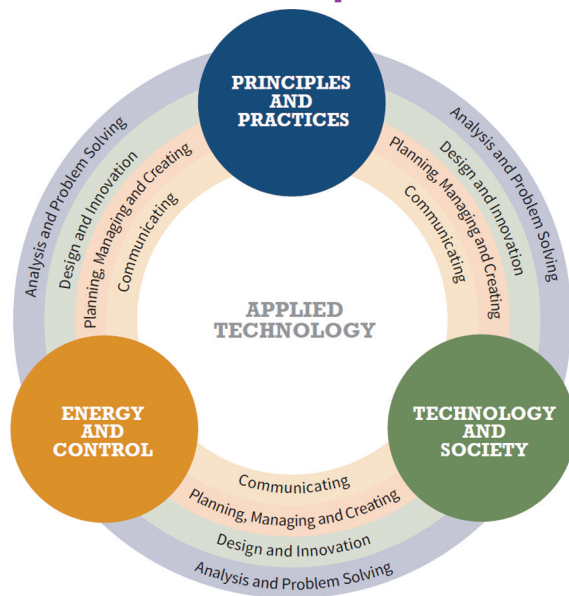 PRINCIPLES
AND
PRACTICES
Analysis and Problem Solving
Design and Innovation
Planning, Managing and Creating
Communicating
Analysis and Problem Solving
Design and Innovation
Planning, Managing and Creating
Communicating
APPLIED
TECHNOLOGY
ENERGY
AND
CONTROL
TECHNOLOGY
AND
SOCIETY
Communicating
Planning, Managing and Creating
Design and Innovation
Analysis and Problem Solving